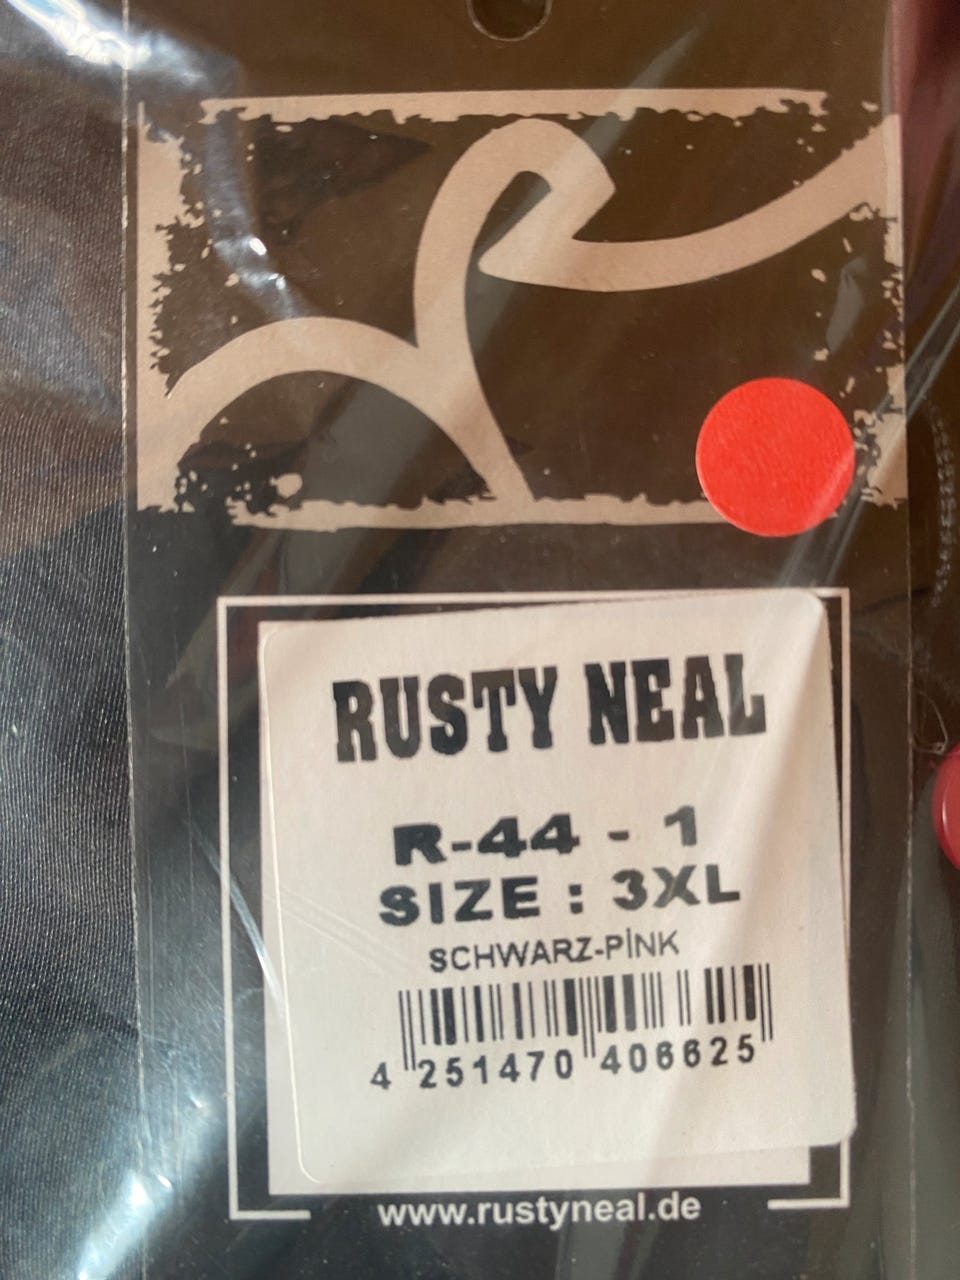 RUSTY NEAL
R-44 - 1
SIZE : 3XL
SCHWARZ-PİNK
4 251470 406625
www.rustyneal.de